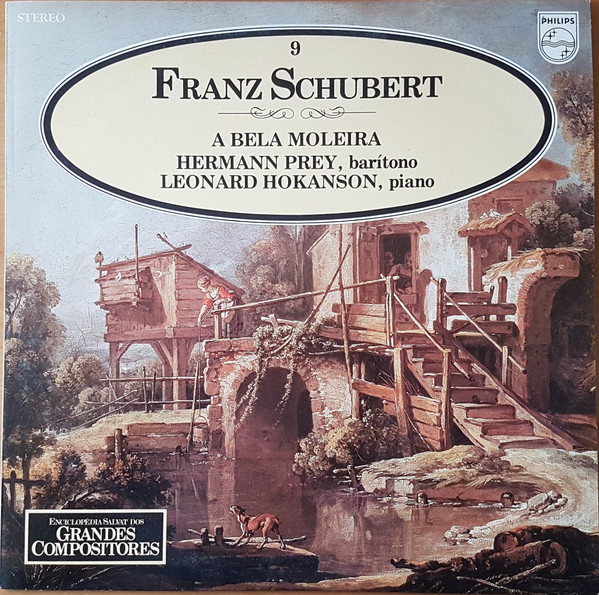 STEREO
PHILIPS
9
FRANZ SCHUBERT
A BELA MOLEIRA
HERMANN PREY, barítono
LEONARD HOKANSON, piano
ENCICLOPÉDIA SALVAT DOS
GRANDES
COMPOSITORES